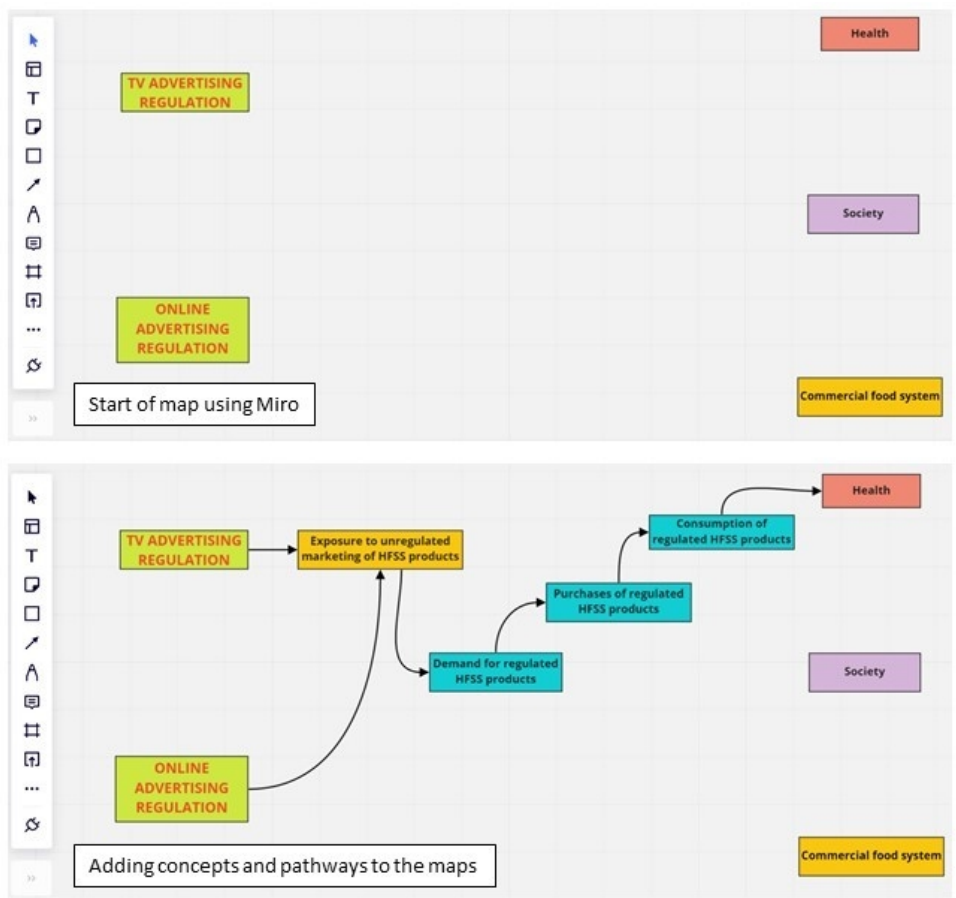 Health
TV ADVERTISING
REGULATION
Society
ONLINE
ADVERTISING
REGULATION
Commercial food system
Start of map using Miro
Health
Consumption of
regulated HFSS products
TV ADVERTISING
REGULATION
Exposure to unregulated
marketing of HFSS products
Purchases of regulated
HFSS products
Demand for regulated
HFSS products
Society
ONLINE
ADVERTISING
REGULATION
Commercial food system
Adding concepts and pathways to the maps